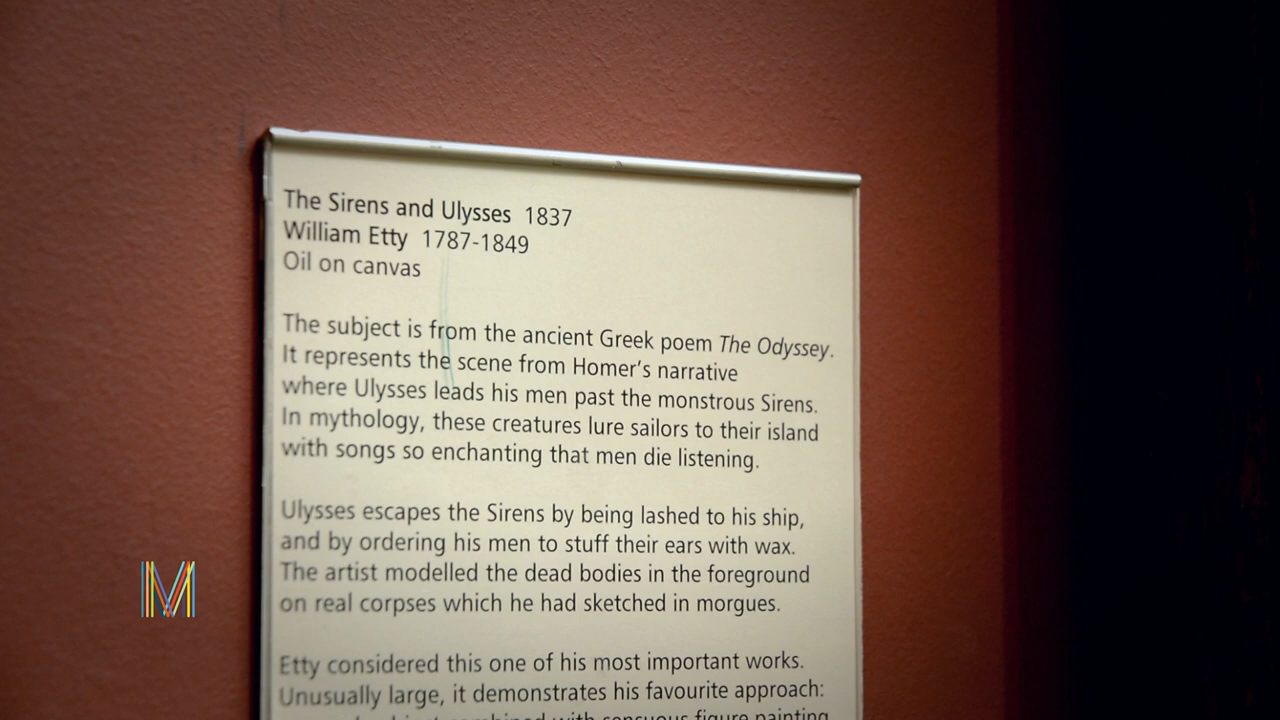 The Sirens and Ulysses 1837
William Etty 1787-1849
Oil on canvas
The subject is from the ancient Greek poem The Odyssey.
It represents the scene from Homer's narrative
where Ulysses leads his men past the monstrous Sirens.
In mythology, these creatures lure sailors to their island
with songs so enchanting that men die listening.
Ulysses escapes the Sirens by being lashed to his ship,
and by ordering his men to stuff their ears with wax.
The artist modelled the dead bodies in the foreground
on real corpses which he had sketched in morgues.
Etty considered this one of his most important works.
Unusually large, it demonstrates his favourite approach:
combined with sensuous figure painting
M